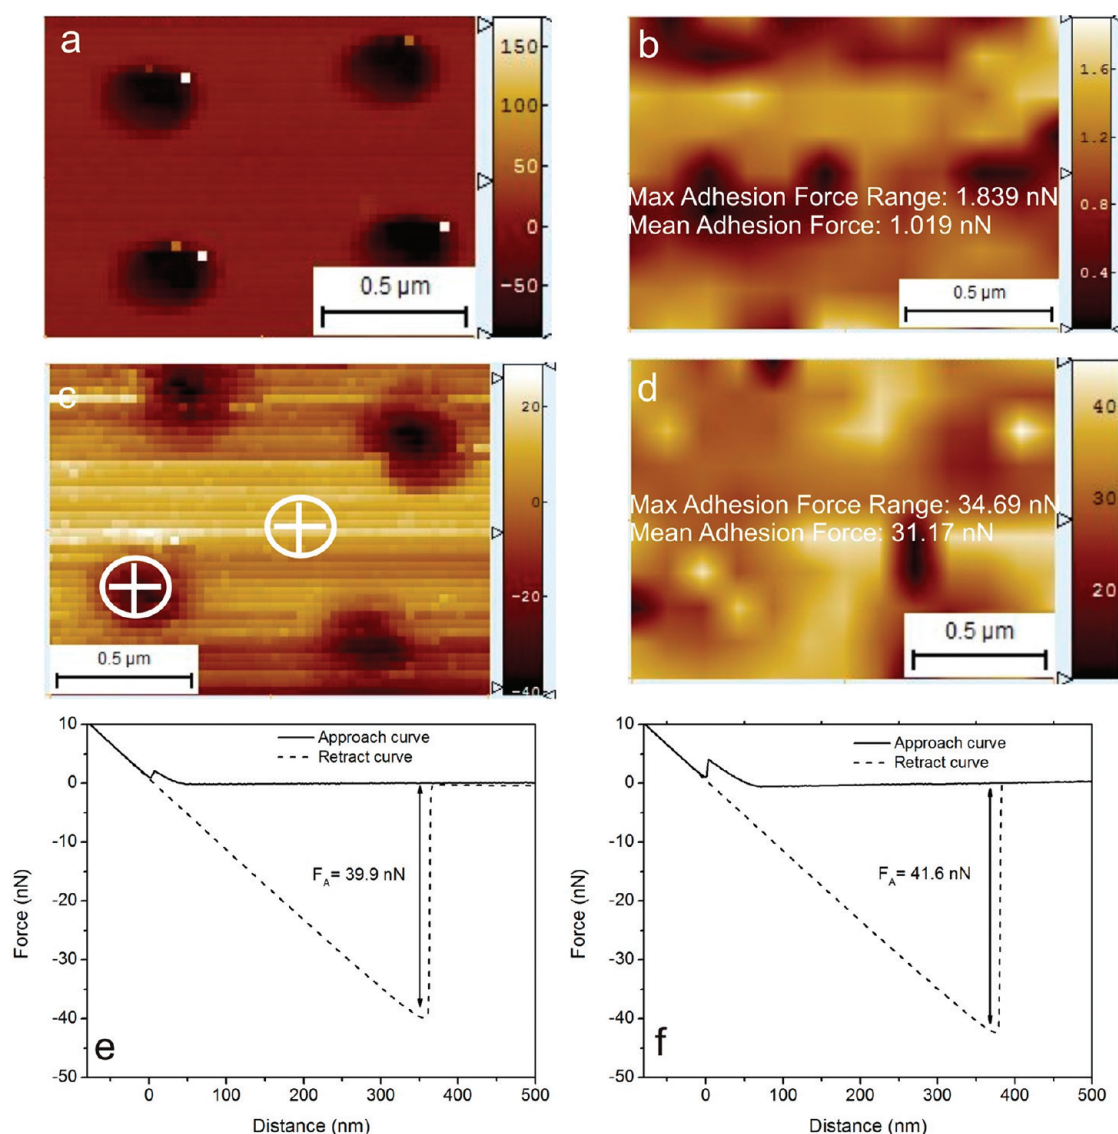 a
150
100
50
0
-50
0.5 µm
b
1.6
1.2
0.8
0.4
Max Adhesion Force Range: 1.839 nN
Mean Adhesion Force: 1.019 nN
0.5 µm
c
20
0
-20
-40
0.5 µm
d
40
30
20
Max Adhesion Force Range: 34.69 nN
Mean Adhesion Force: 31.17 nN
0.5 µm
10
0
-10
-20
-30
-40
-50
Force (nN)
Approach curve
Retract curve
FA= 39.9 nN
e
0 100 200 300 400 500
Distance (nm)
10
0
-10
-20
-30
-40
-50
Force (nN)
Approach curve
Retract curve
FA= 41.6 nN
f
0 100 200 300 400 500
Distance (nm)